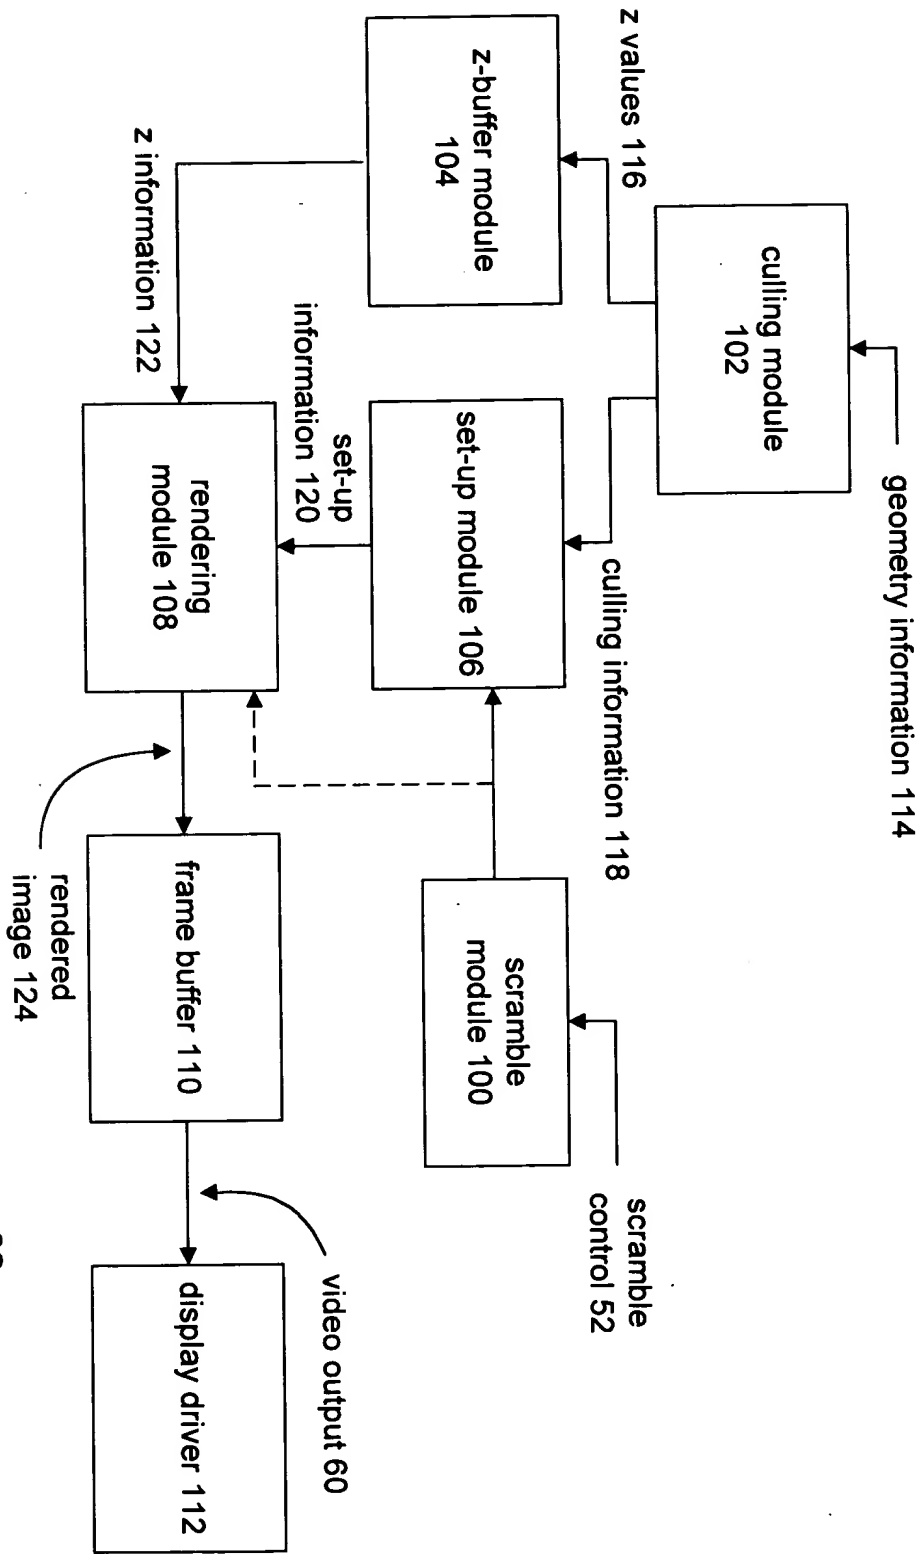 geometry information 114
culling module
102
z values 116
culling information 118
z-buffer module
104
set-up module 106
scramble
control 52
scramble
module 100
set-up
information 120
z information 122
rendering
module 108
frame buffer 110
display driver 112
video output 60
rendered
image 124